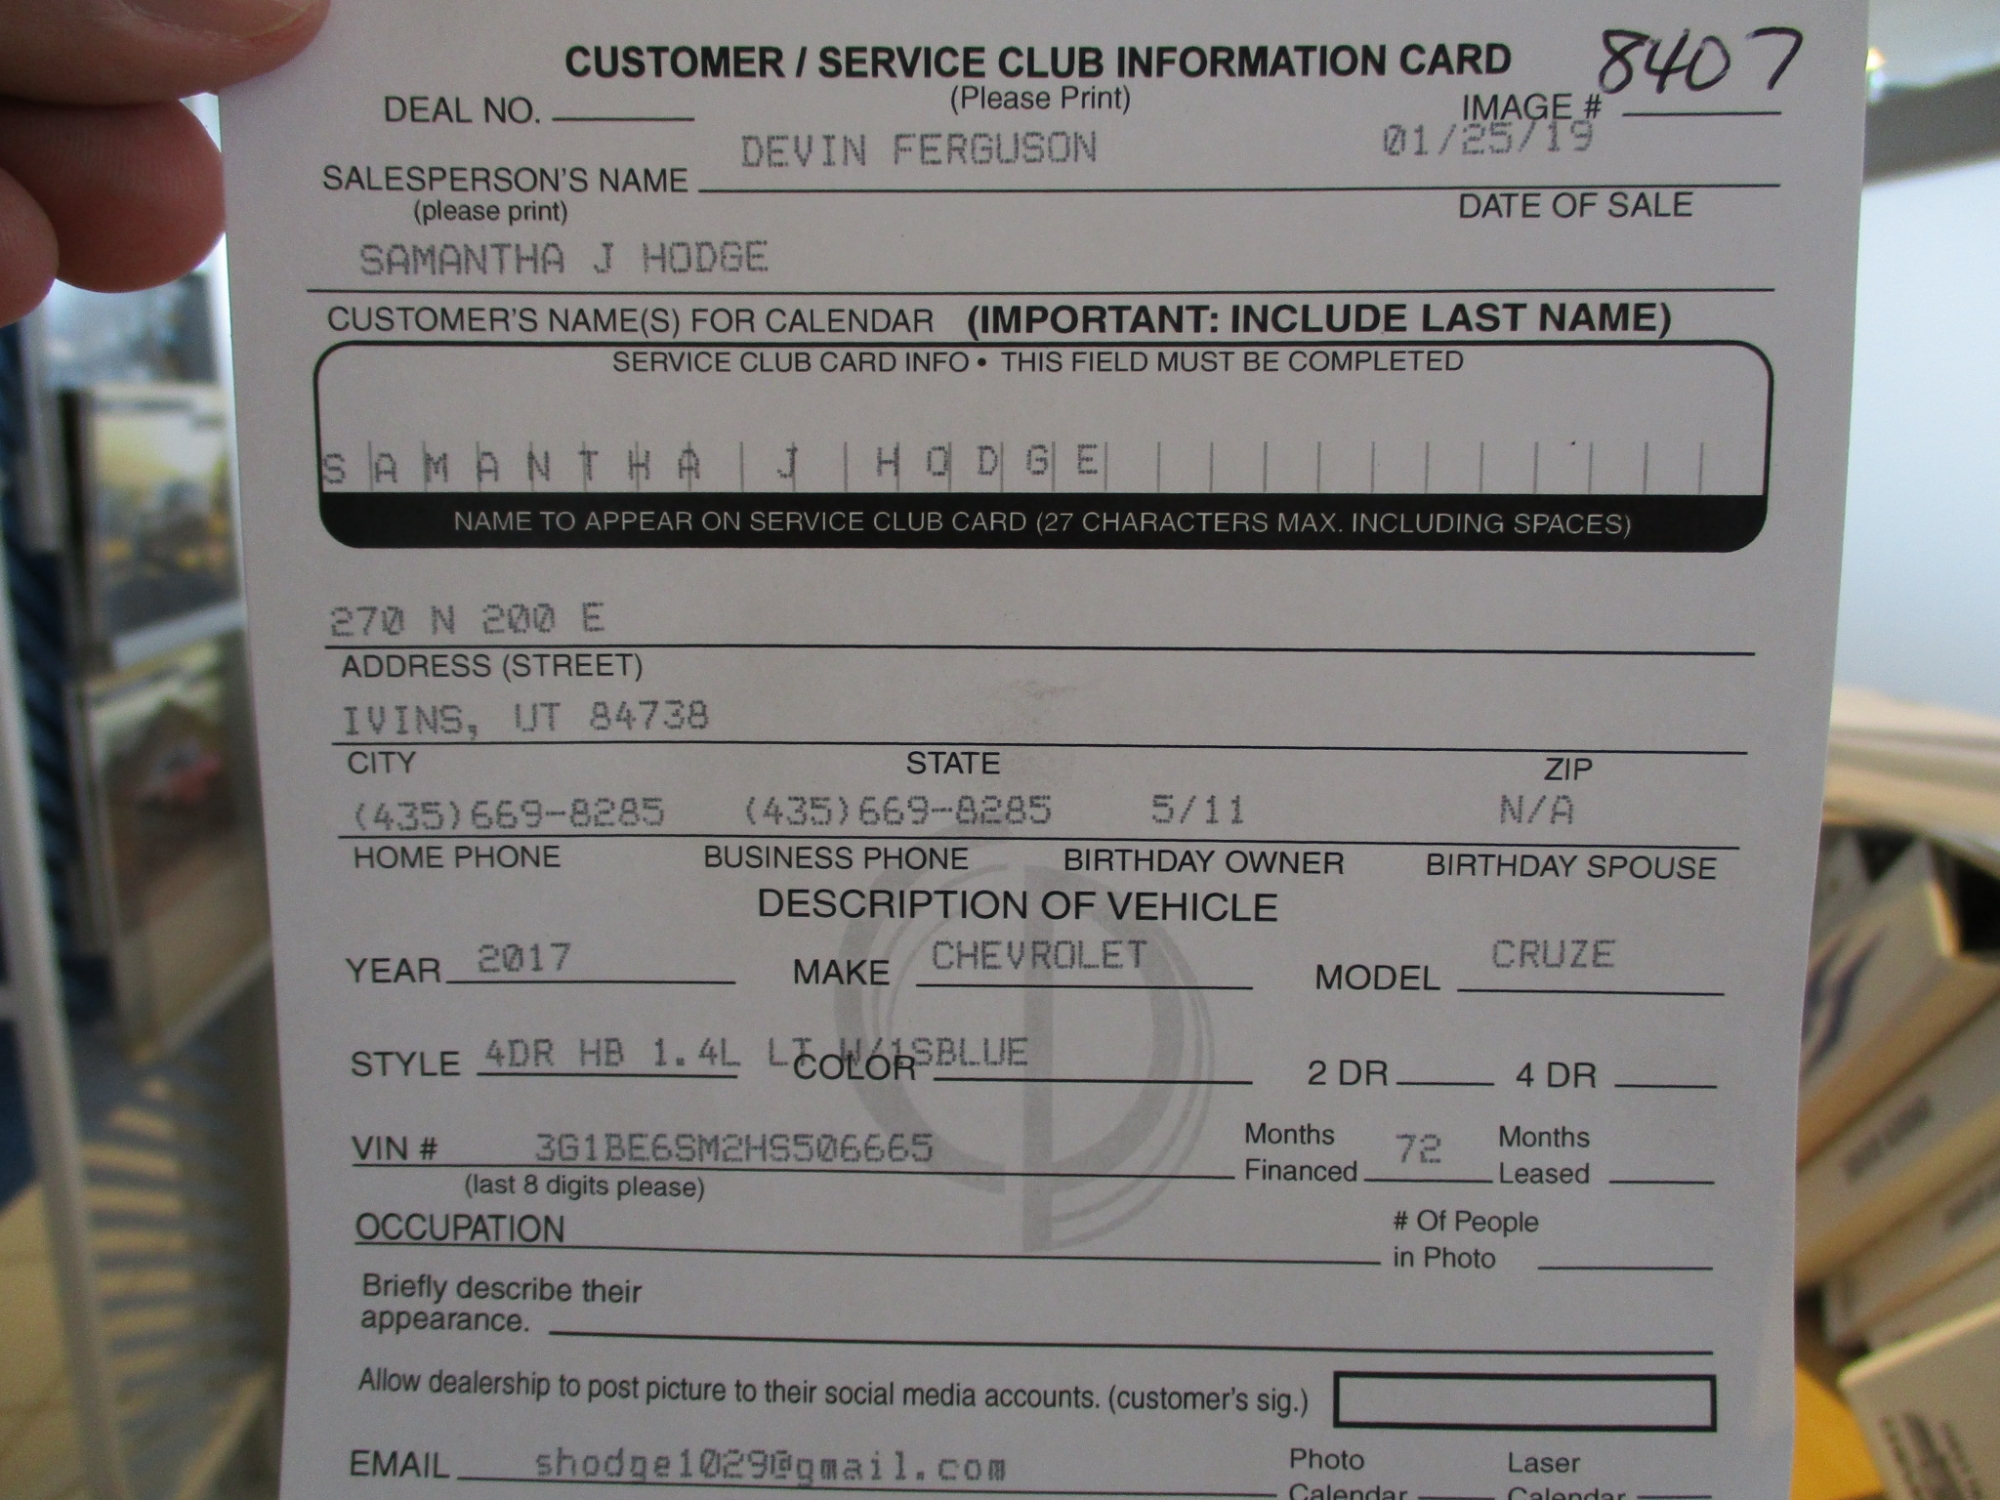 CUSTOMER / SERVICE CLUB INFORMATION CARD 8407
DEAL NO. (Please Print) IMAGE #
DEVIN FERGUSON 01/25/19
SALESPERSON'S NAME
(please print) DATE OF SALE
SAMANTHA J HODGE
CUSTOMER'S NAME(S) FOR CALENDAR (IMPORTANT: INCLUDE LAST NAME)
SERVICE CLUB CARD INFO • THIS FIELD MUST BE COMPLETED
SAMANTHA J HODGE
NAME TO APPEAR ON SERVICE CLUB CARD (27 CHARACTERS MAX. INCLUDING SPACES)
270 N 200 E
ADDRESS (STREET)
IVINS, UT 84738
CITY STATE ZIP
(435)669-8285 (435)669-8285 5/11 N/A
HOME PHONE BUSINESS PHONE BIRTHDAY OWNER BIRTHDAY SPOUSE
DESCRIPTION OF VEHICLE
YEAR 2017 MAKE CHEVROLET MODEL CRUZE
STYLE 4DR HB 1.4L LT W/1SBLUE COLOR 2 DR 4 DR
VIN # 3G1BE6SM2HS506665 Months Financed 72 Months Leased
(last 8 digits please)
OCCUPATION # Of People in Photo
Briefly describe their
appearance.
Allow dealership to post picture to their social media accounts. (customer's sig.)
EMAIL shodge1029@gmail.com Photo Calendar Laser Calendar